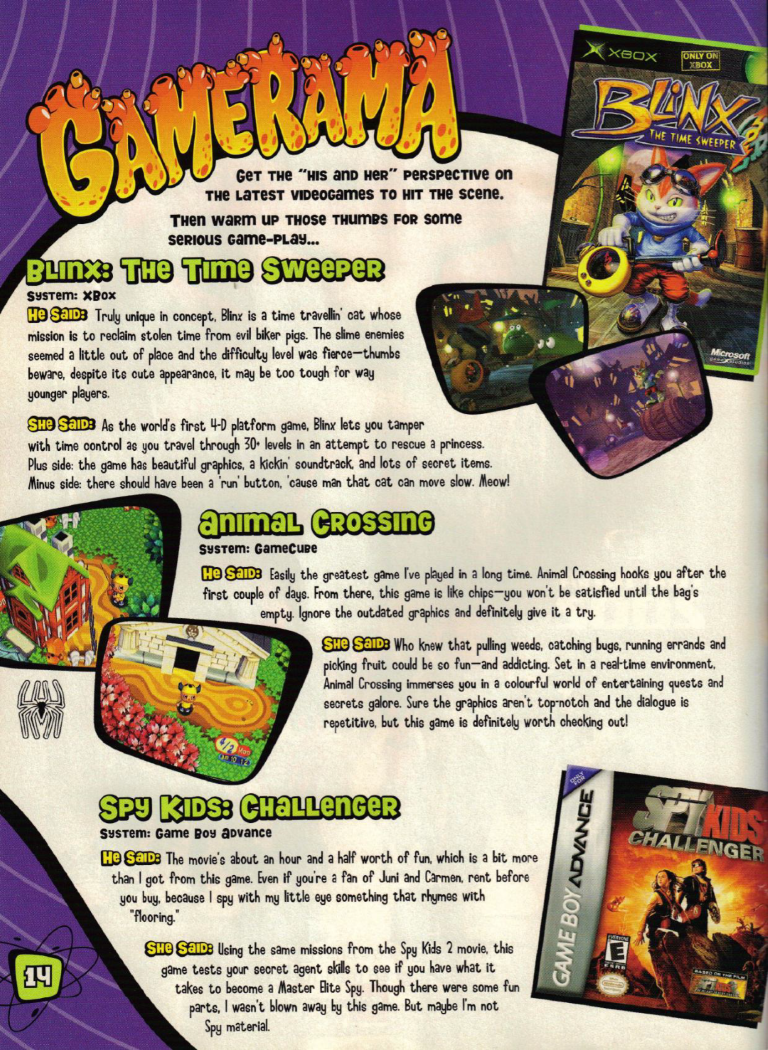 GAMERAMA
GET THE "HIS AND HER" PERSPECTIVE ON
THE LATEST VIDEOGAMES TO HIT THE SCENE.
THEN WARM UP THOSE THUMBS FOR SOME
SERIOUS GAME-PLAY...
XBOX
ONLY ON
XBOX
BLiNX
THE TIME SWEEPER
Microsoft
BLINX: THE TIME SWEEPER
SYSTEM: XBOX
He Said: Truly unique in concept, Blinx is a time travellin' cat whose
mission is to reclaim stolen time from evil biker pigs. The slime enemies
seemed a little out of place and the difficulty level was fierce—thumbs
beware, despite its cute appearance, it may be too tough for way
younger players.
She Said: As the world's first 4-D platform game, Blinx lets you tamper
with time control as you travel through 30+ levels in an attempt to rescue a princess.
Plus side: the game has beautiful graphics, a kickin' soundtrack, and lots of secret items.
Minus side: there should have been a 'run' button, 'cause man that cat can move slow. Meow!
ANIMAL CROSSING
SYSTEM: GAMECUBE
He Said: Easily the greatest game I've played in a long time. Animal Crossing hooks you after the
first couple of days. From there, this game is like chips—you won't be satisfied until the bag's
empty. Ignore the outdated graphics and definitely give it a try.
She Said: Who knew that pulling weeds, catching bugs, running errands and
picking fruit could be so fun—and addicting. Set in a real-time environment,
Animal Crossing immerses you in a colourful world of entertaining quests and
secrets galore. Sure the graphics aren't top-notch and the dialogue is
repetitive, but this game is definitely worth checking out!
4/2 Mon
SPY KIDS: CHALLENGER
SYSTEM: GAME BOY ADVANCE
He Said: The movie's about an hour and a half worth of fun, which is a bit more
than I got from this game. Even if you're a fan of Juni and Carmen, rent before
you buy, because I spy with my little eye something that rhymes with
"flooring."
She Said: Using the same missions from the Spy Kids 2 movie, this
game tests your secret agent skills to see if you have what it
takes to become a Master Elite Spy. Though there were some fun
parts, I wasn't blown away by this game. But maybe I'm not
Spy material.
ONLY
FOR
GAME BOY ADVANCE
SPY KIDS
CHALLENGER
EVERYONE
E
ESRB
BASED ON THE FILM
14